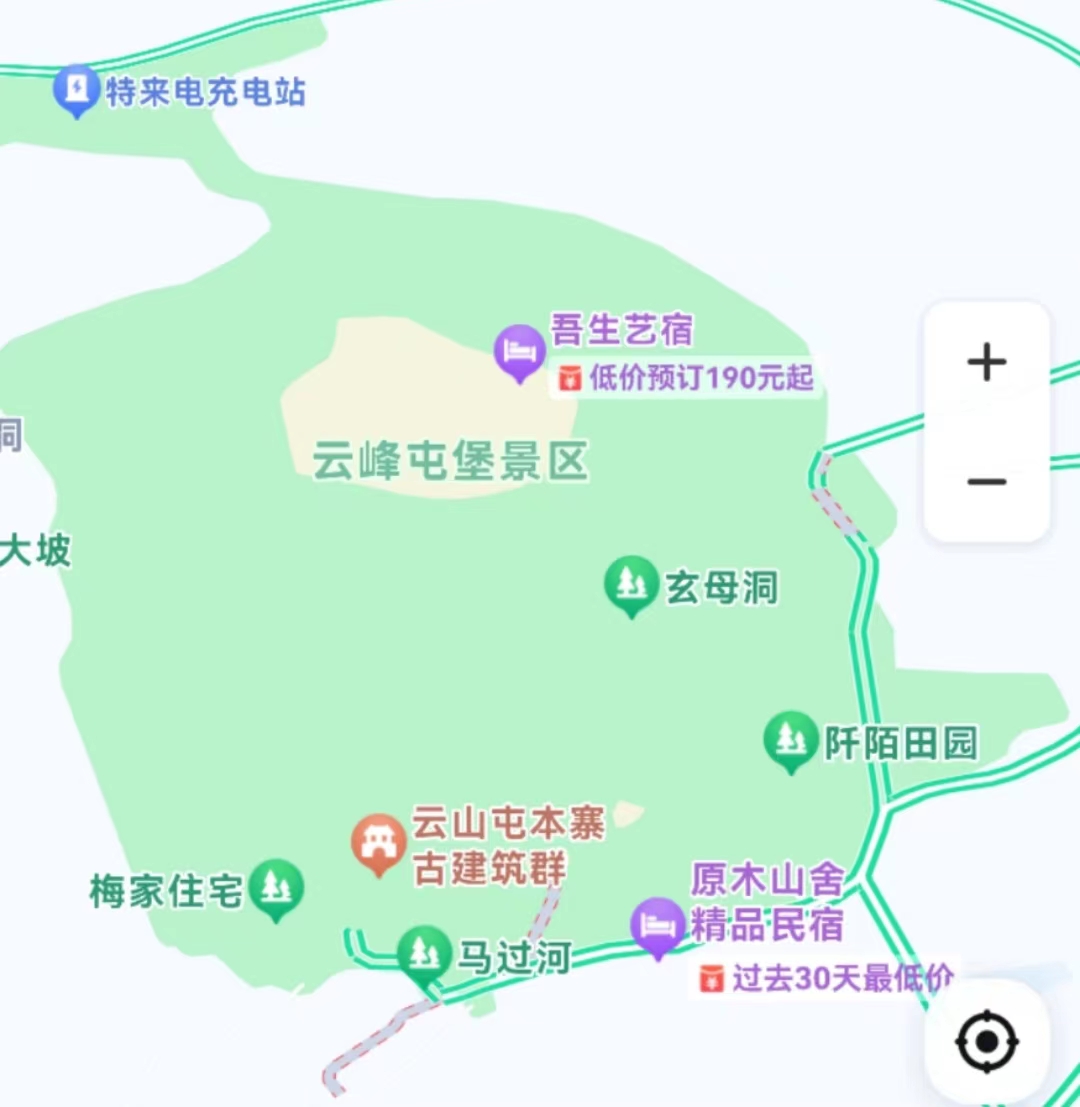 特来电充电站
吾生艺宿
低价预订190元起
云峰屯堡景区
洞
大坡
玄母洞
阡陌田园
云山屯本寨
古建筑群
梅家住宅
原木山舍
精品民宿
马过河
过去30天最低价